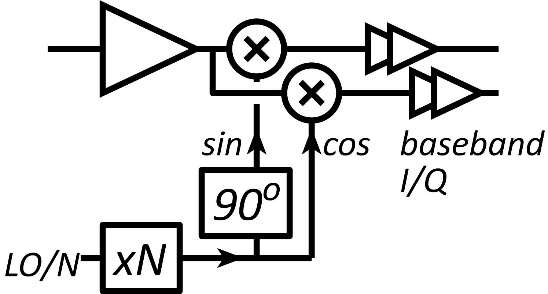 sin
cos
baseband
I/Q
90°
LO/N
xN